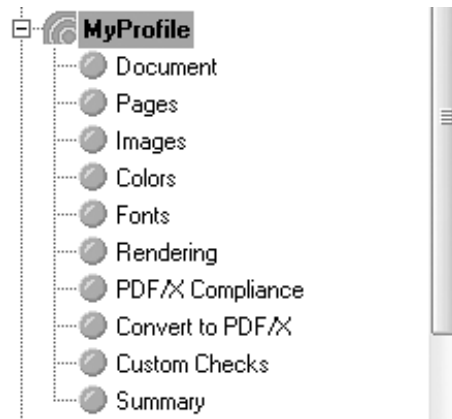 MyProfile
Document
Pages
Images
Colors
Fonts
Rendering
PDF/X Compliance
Convert to PDF/X
Custom Checks
Summary